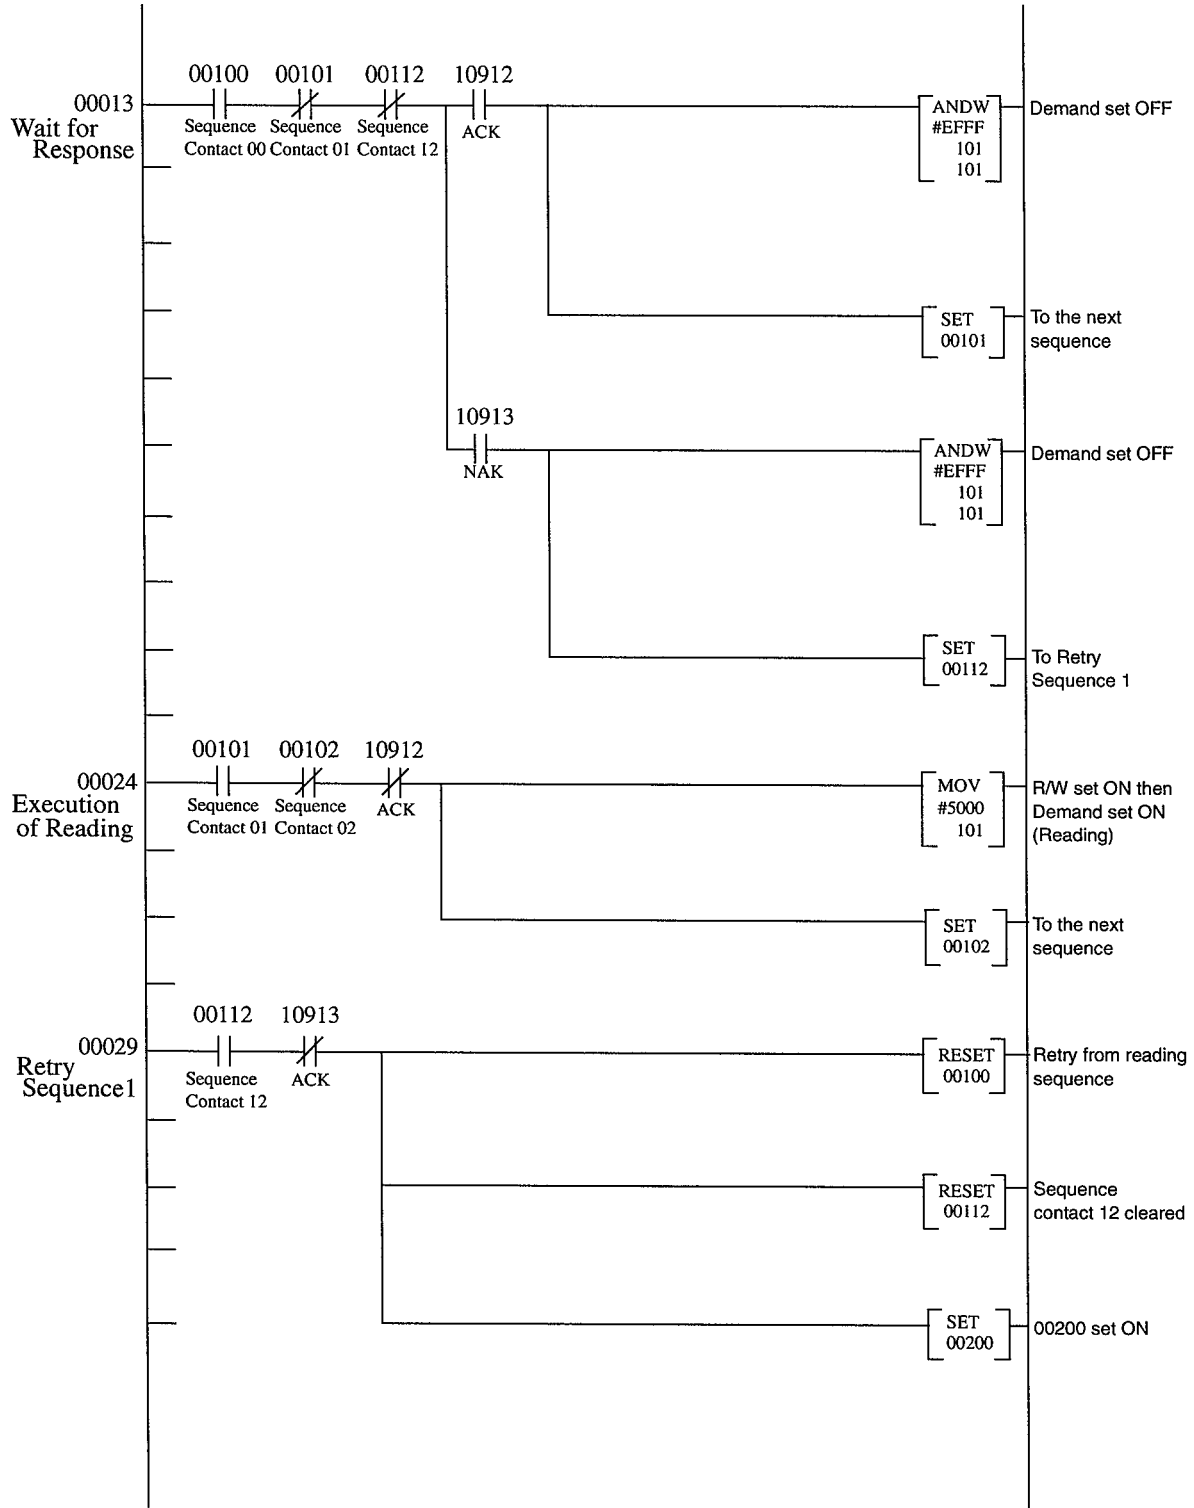 00100 00101 00112 10912
00013
Wait for
Response
Sequence Contact 00
Sequence Contact 01
Sequence Contact 12
ACK
ANDW
#EFFF
101
101
Demand set OFF
SET
00101
To the next
sequence
10913
NAK
ANDW
#EFFF
101
101
Demand set OFF
SET
00112
To Retry
Sequence 1
00101 00102 10912
00024
Execution
of Reading
Sequence Contact 01
Sequence Contact 02
ACK
MOV
#5000
101
R/W set ON then
Demand set ON
(Reading)
SET
00102
To the next
sequence
00112 10913
00029
Retry
Sequence1
Sequence
Contact 12
ACK
RESET
00100
Retry from reading
sequence
RESET
00112
Sequence
contact 12 cleared
SET
00200
00200 set ON